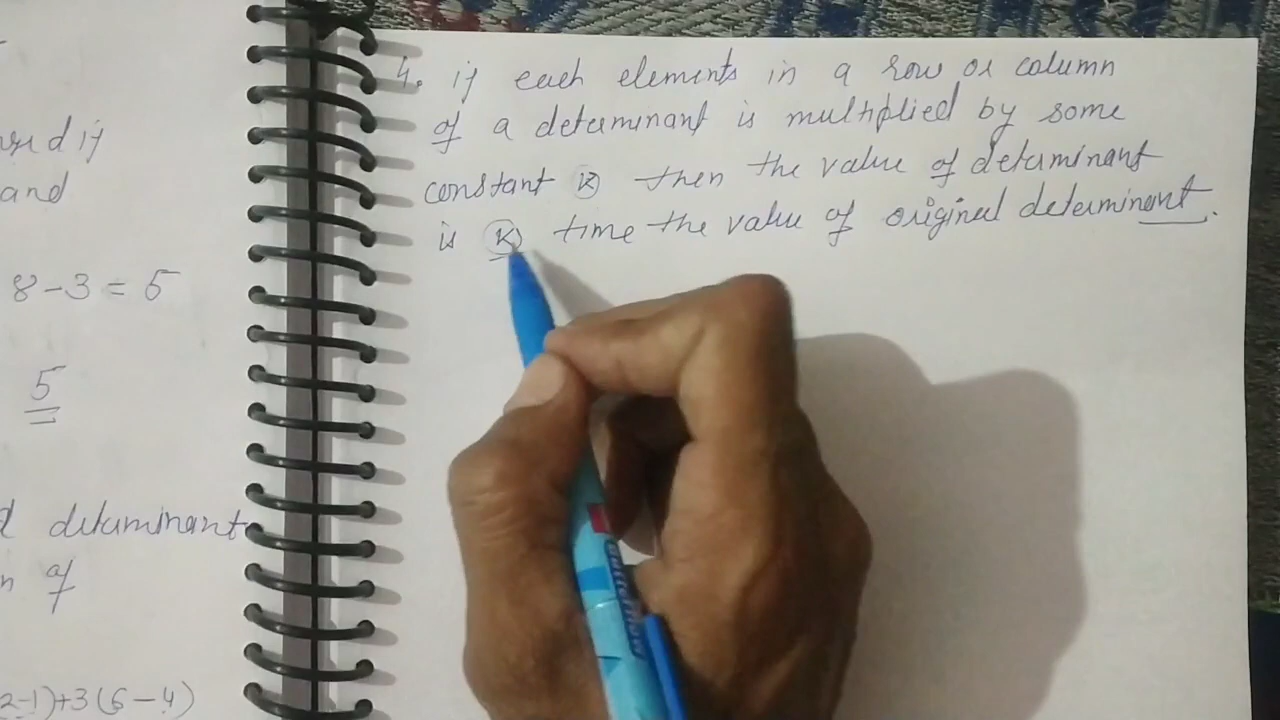 and
8-3=5
5
determinant
of
2-1)+3(6-4)
4. if each elements in a row or column
of a determinant is multiplied by some
constant K then the value of determinant
is K time the value of original determinant.